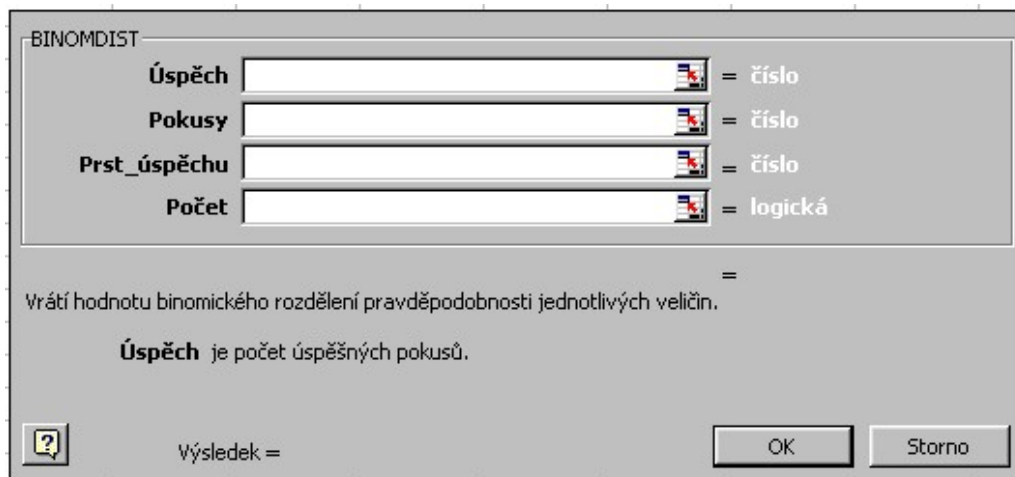 BINOMDIST
Úspěch = číslo
Pokusy = číslo
Prst_úspěchu = číslo
Počet = logická
=
Vrátí hodnotu binomického rozdělení pravděpodobnosti jednotlivých veličin.
Úspěch je počet úspěšných pokusů.
?
Výsledek =
OK
Storno